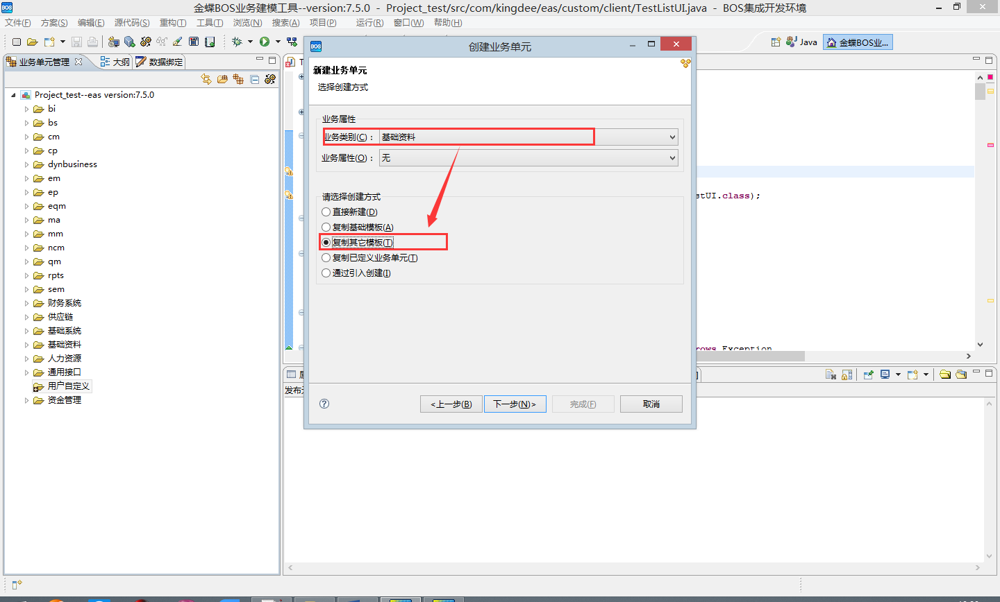 BOS
金蝶BOS业务建模工具--version:7.5.0 - Project_test/src/com/kingdee/eas/custom/client/TestListUI.java - BOS集成开发环境
文件(F) 方案(S) 编辑(E) 源代码(S) 重构(T) 工具(T) 浏览(N) 搜索(A) 项目(P) 运行(R) 窗口(W) 帮助(H)
Java 金蝶BOS业...
业务单元管理 大纲 数据绑定
Project_test--eas version:7.5.0
bi
bs
cm
cp
dynbusiness
em
ep
eqm
ma
mm
ncm
qm
rpts
sem
财务系统
供应链
基础系统
基础资料
人力资源
通用接口
用户自定义
资金管理
BOS 创建业务单元
新建业务单元
选择创建方式
业务属性
业务类别(C)： 基础资料
业务属性(O)： 无
请选择创建方式
直接新建(D)
复制基础模板(A)
复制其它模板(T)
复制已定义业务单元(T)
通过引入创建(I)
<上一步(B) 下一步(N)> 完成(F) 取消
stUI.class);
rows Exception